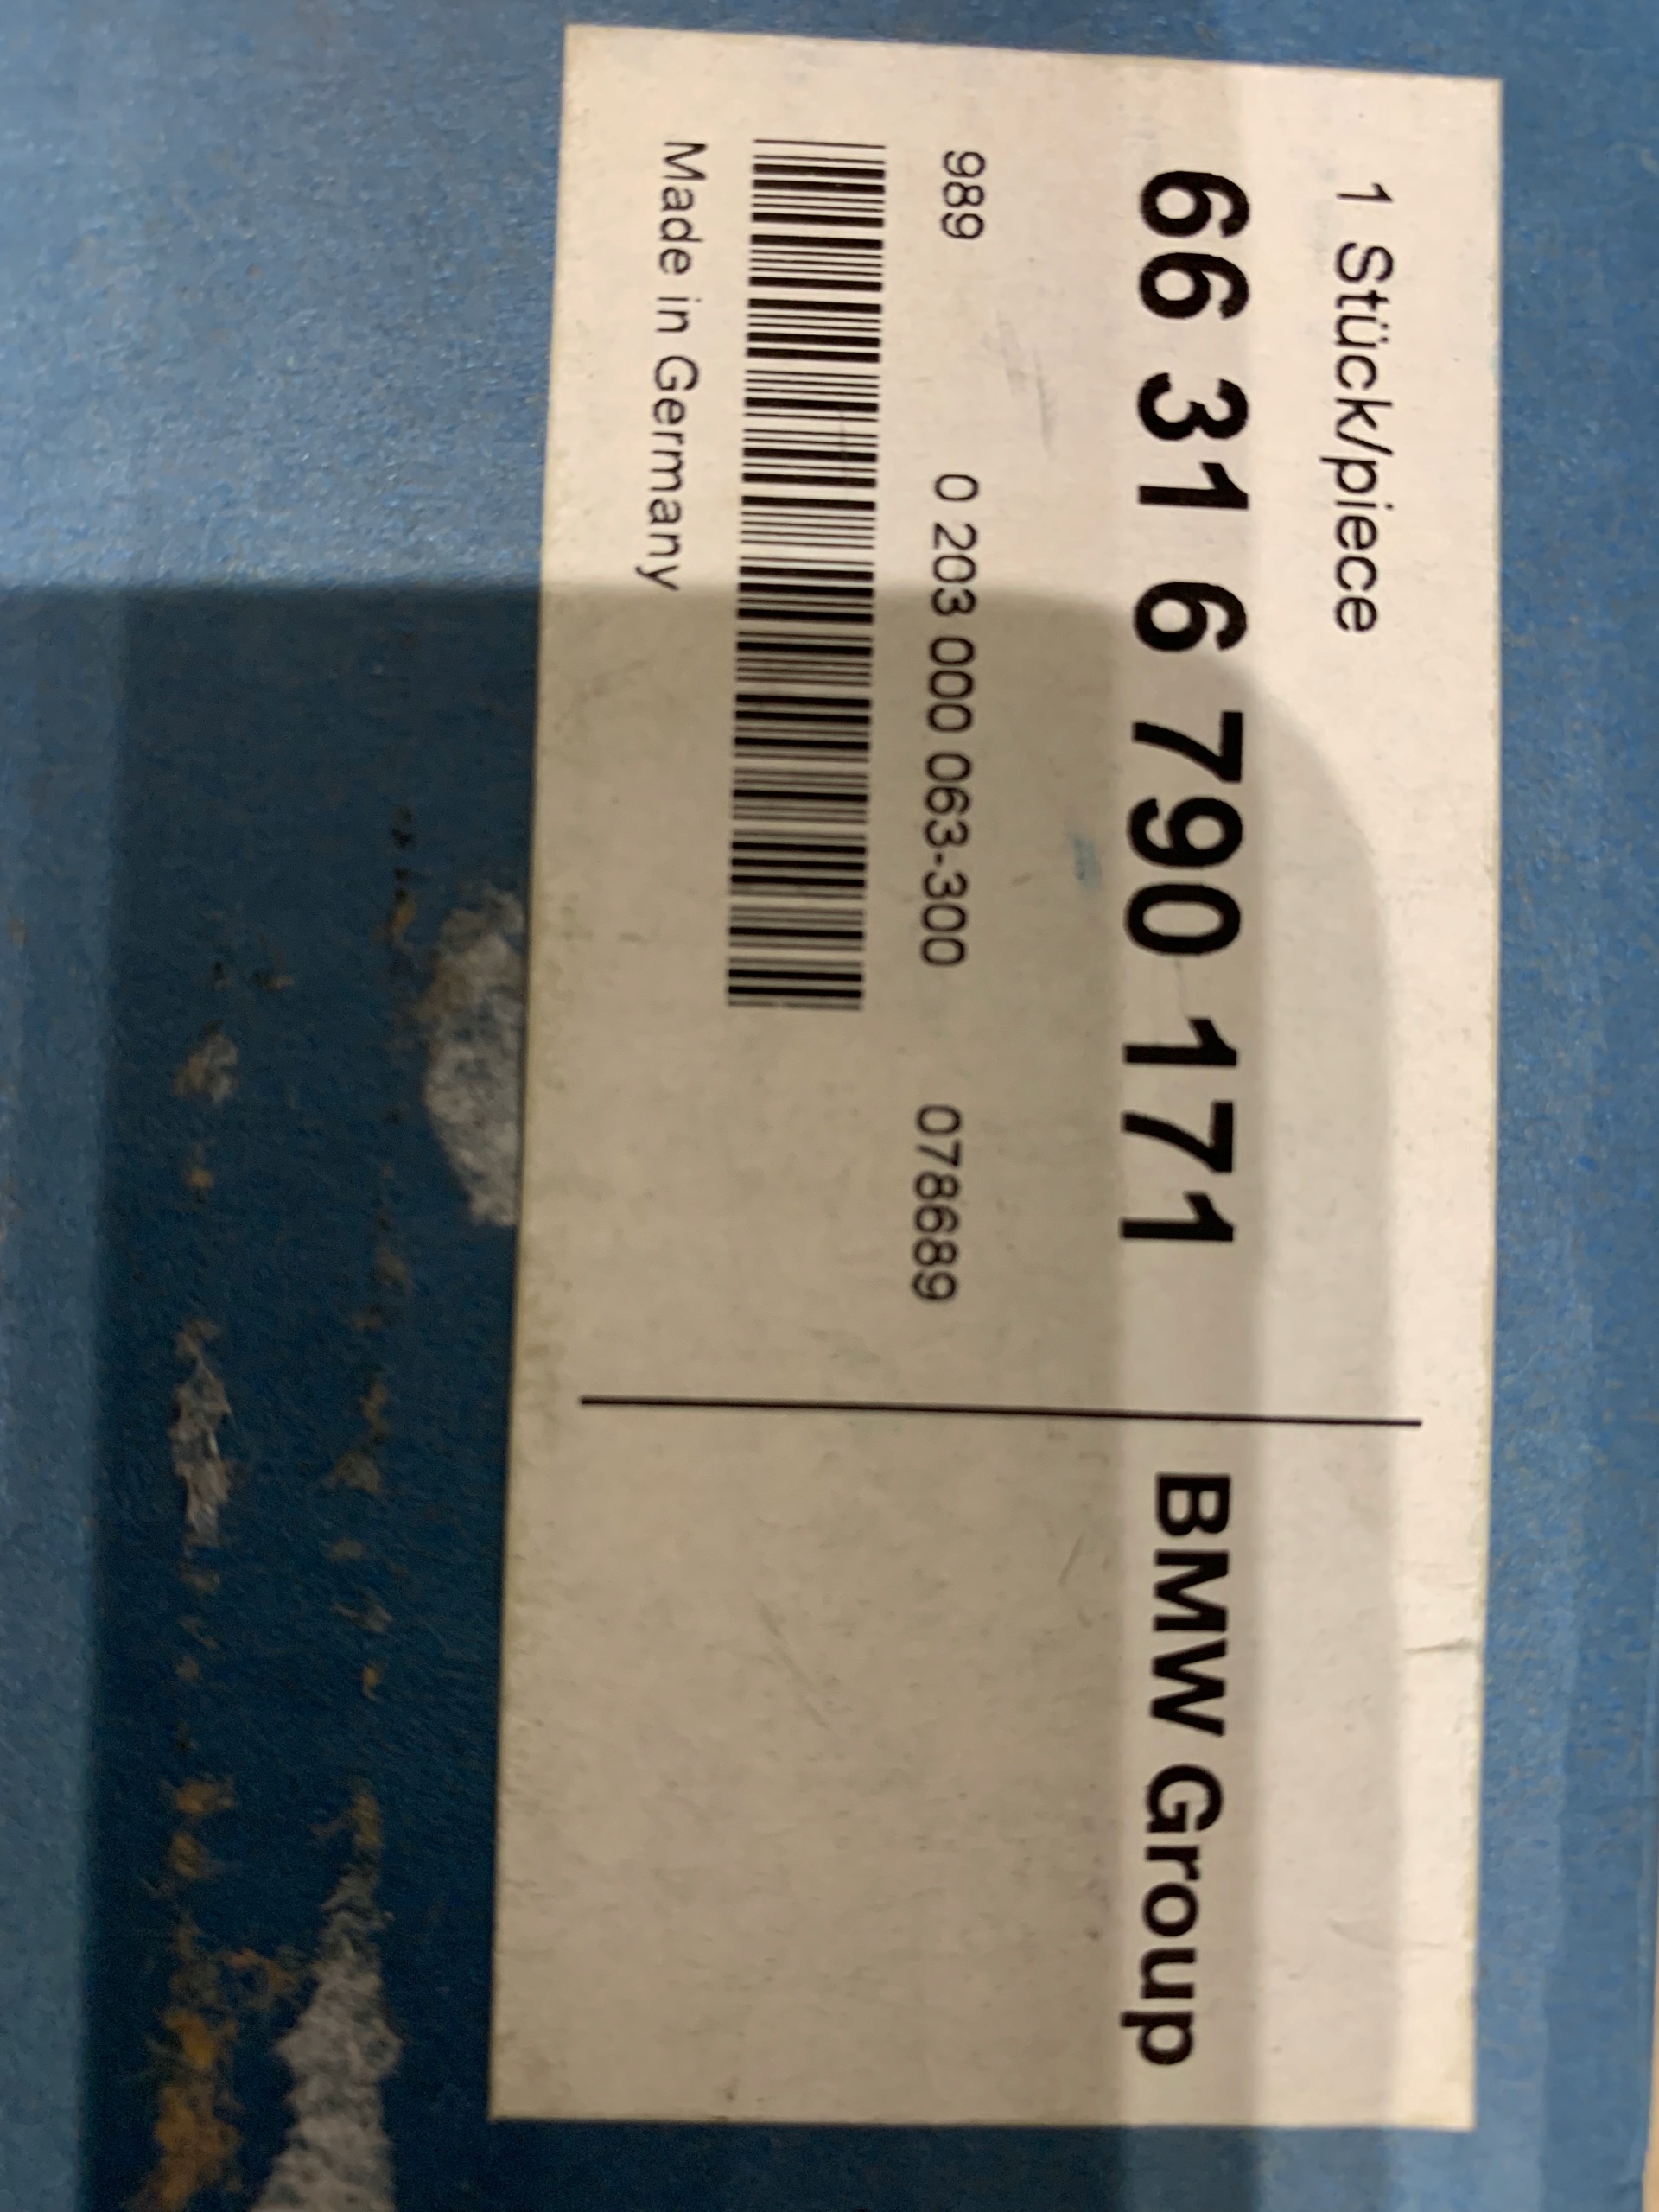 1 Stück/piece
66 31 6 790 171
989 0 203 000 063-300 078689
Made in Germany
BMW Group